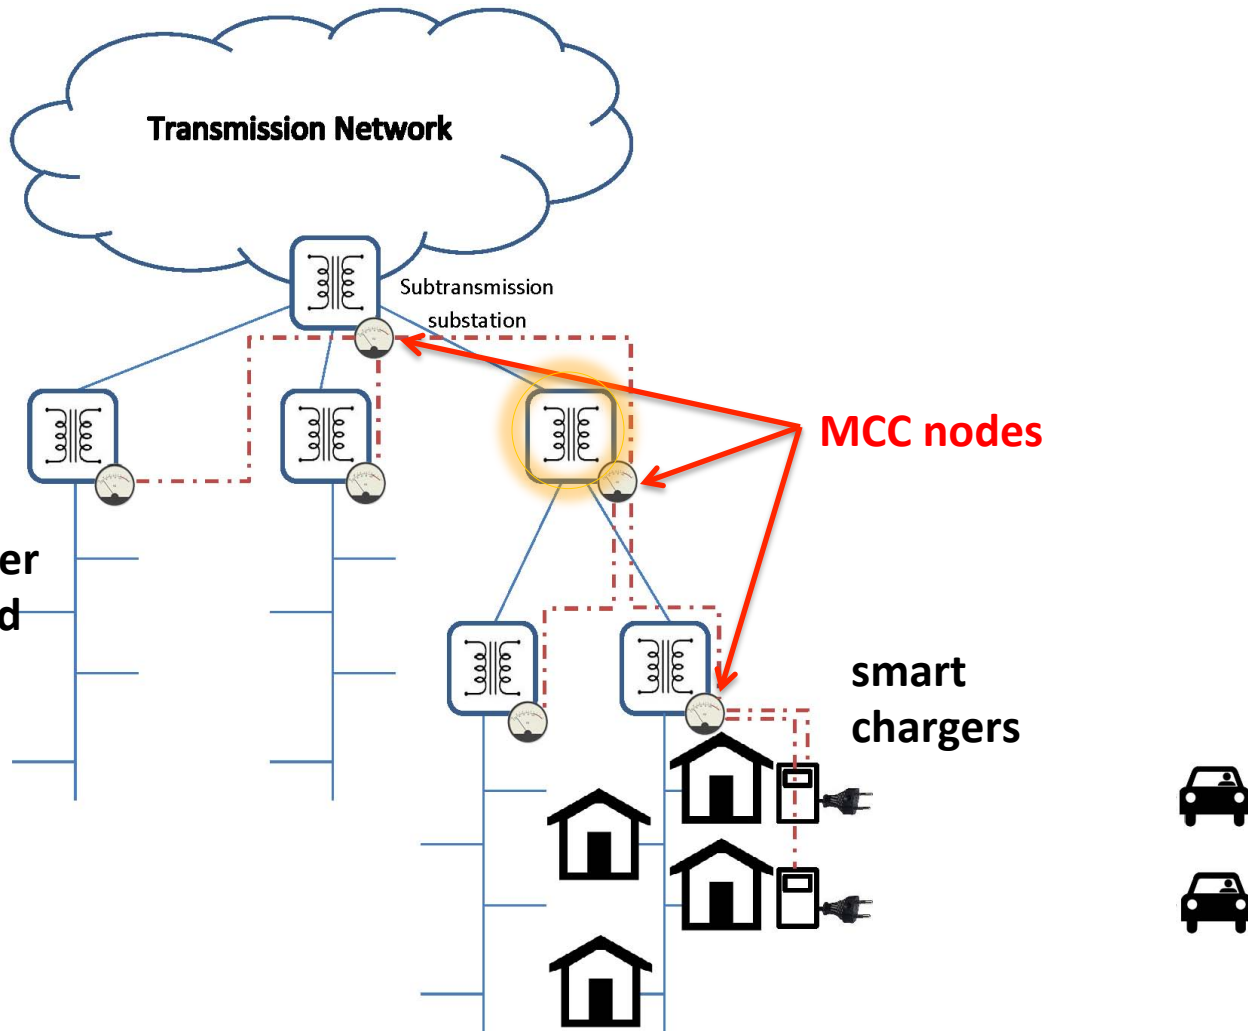 Transmission Network
Subtransmission
substation
MCC nodes
er
d
smart
chargers